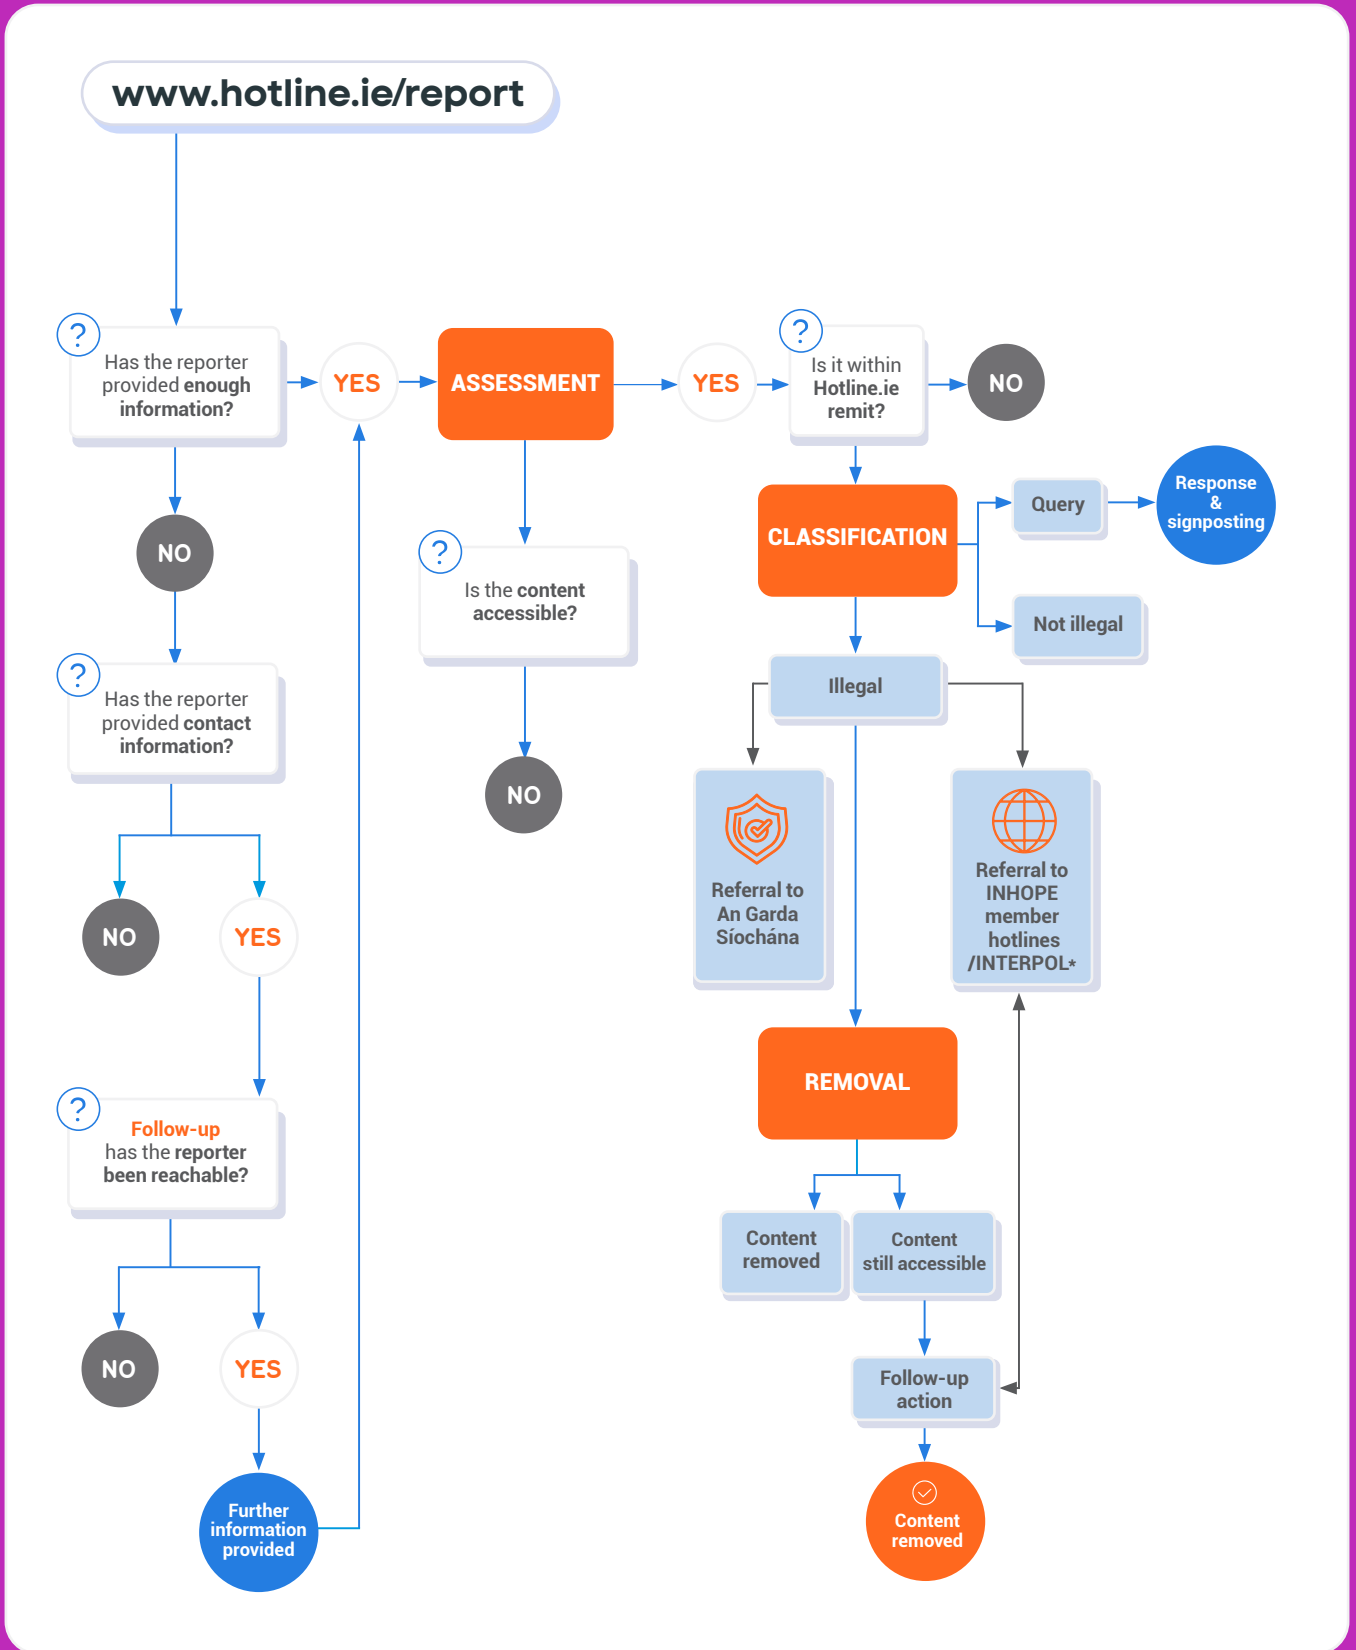 www.hotline.ie/report
?
Has the reporter
provided enough
information?
YES
ASSESSMENT
YES
?
Is it within
Hotline.ie
remit?
NO
NO
?
Is the content
accessible?
NO
CLASSIFICATION
Query
Response
&
signposting
Not illegal
Illegal
?
Has the reporter
provided contact
information?
NO
YES
Referral to
An Garda
Síochána
Referral to
INHOPE
member
hotlines
/INTERPOL*
?
Follow-up
has the reporter
been reachable?
NO
YES
Further
information
provided
REMOVAL
Content
removed
Content
still accessible
Follow-up
action
Content
removed